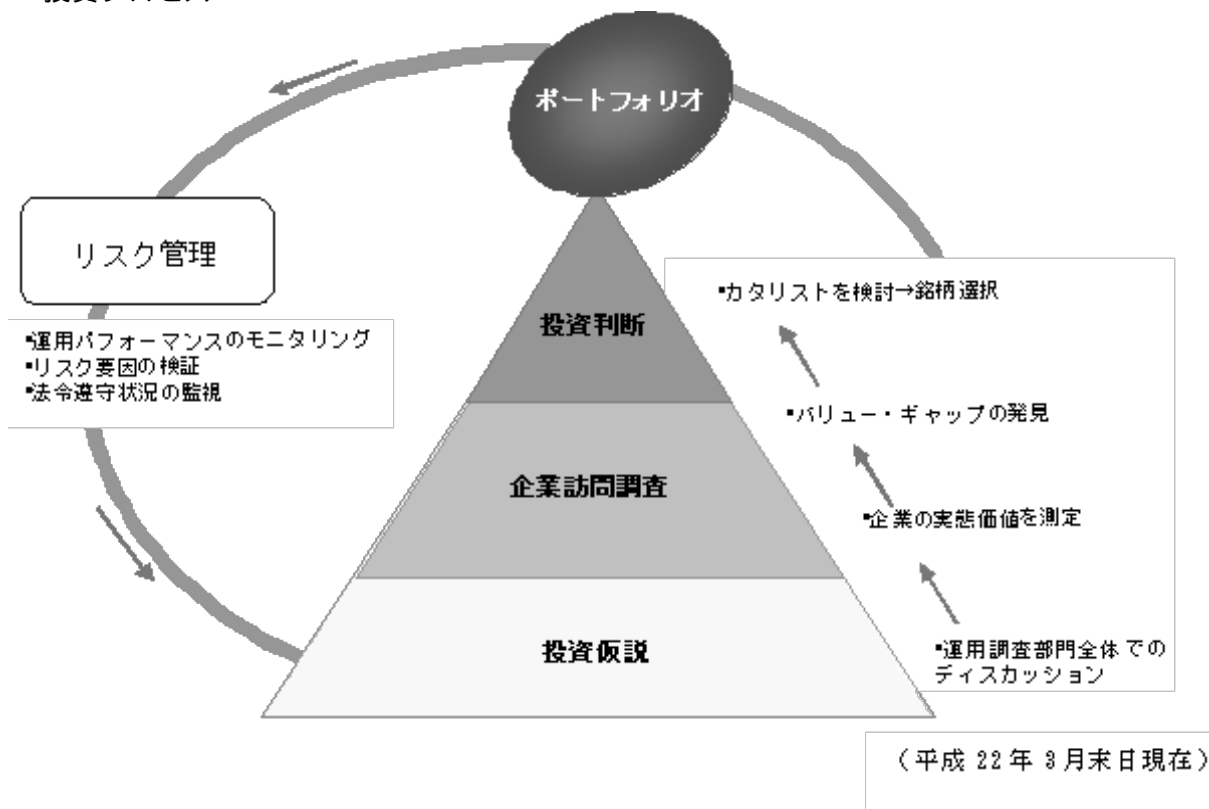 ポートフォリオ
リスク管理
▪運用パフォーマンスのモニタリング
▪リスク要因の検証
▪法令遵守状況の監視
投資判断
企業訪問調査
投資仮説
▪カタリストを検討→銘柄選択
▪バリュー・ギャップの発見
▪企業の実態価値を測定
▪運用調査部門全体での
ディスカッション
（平成 22 年 3 月末日現在）